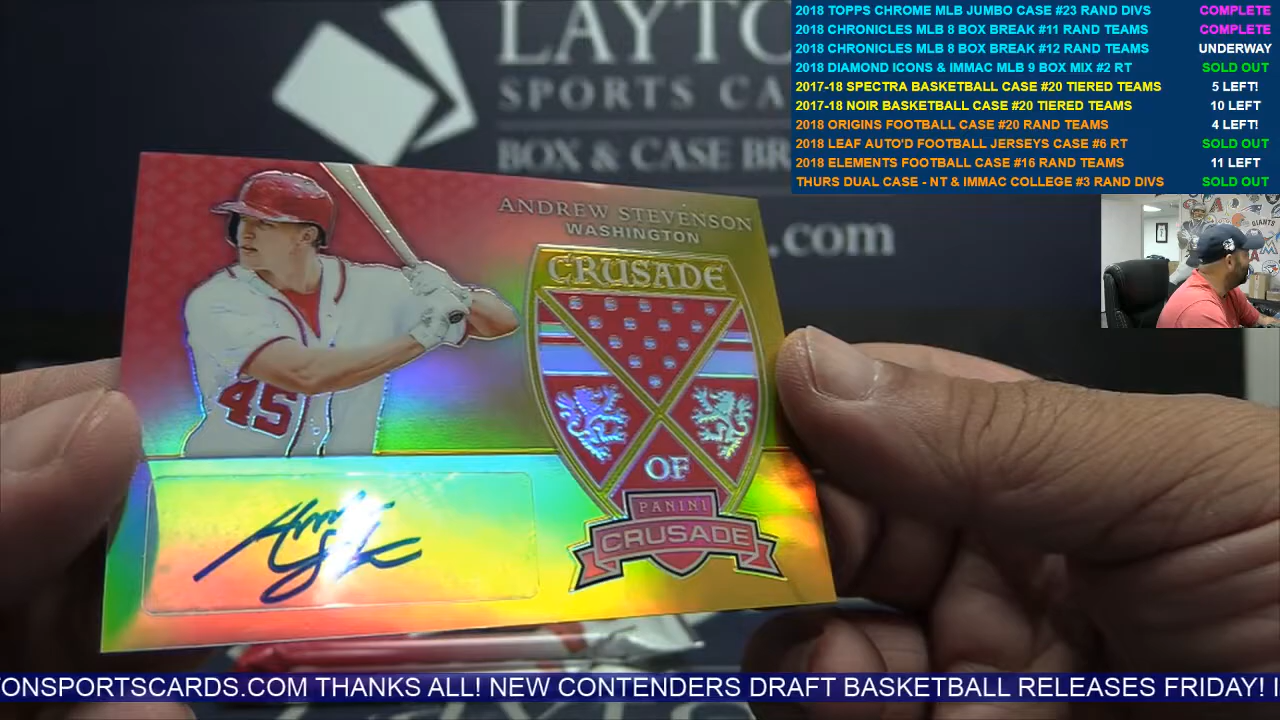 2018 TOPPS CHROME MLB JUMBO CASE #23 RAND DIVS COMPLETE
2018 CHRONICLES MLB 8 BOX BREAK #11 RAND TEAMS COMPLETE
2018 CHRONICLES MLB 8 BOX BREAK #12 RAND TEAMS UNDERWAY
2018 DIAMOND ICONS & IMMAC MLB 9 BOX MIX #2 RT SOLD OUT
2017-18 SPECTRA BASKETBALL CASE #20 TIERED TEAMS 5 LEFT!
2017-18 NOIR BASKETBALL CASE #20 TIERED TEAMS 10 LEFT
2018 ORIGINS FOOTBALL CASE #20 RAND TEAMS 4 LEFT!
2018 LEAF AUTO'D FOOTBALL JERSEYS CASE #6 RT SOLD OUT
2018 ELEMENTS FOOTBALL CASE #16 RAND TEAMS 11 LEFT
THURS DUAL CASE - NT & IMMAC COLLEGE #3 RAND DIVS SOLD OUT
LAYTO
SPORTS CA
BOX & CASE BR
.com
GIANTS
ANDREW STEVENSON
WASHINGTON
CRUSADE
45
OF
PANINI
CRUSADE
TONSPORTSCARDS.COM THANKS ALL! NEW CONTENDERS DRAFT BASKETBALL RELEASES FRIDAY!